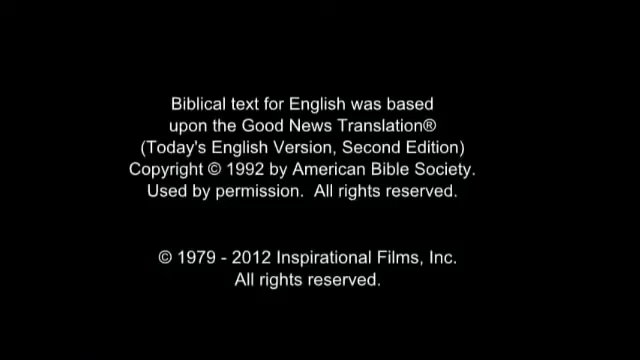 Biblical text for English was based
upon the Good News Translation®
(Today's English Version, Second Edition)
Copyright © 1992 by American Bible Society.
Used by permission.  All rights reserved.
© 1979 - 2012 Inspirational Films, Inc.
All rights reserved.